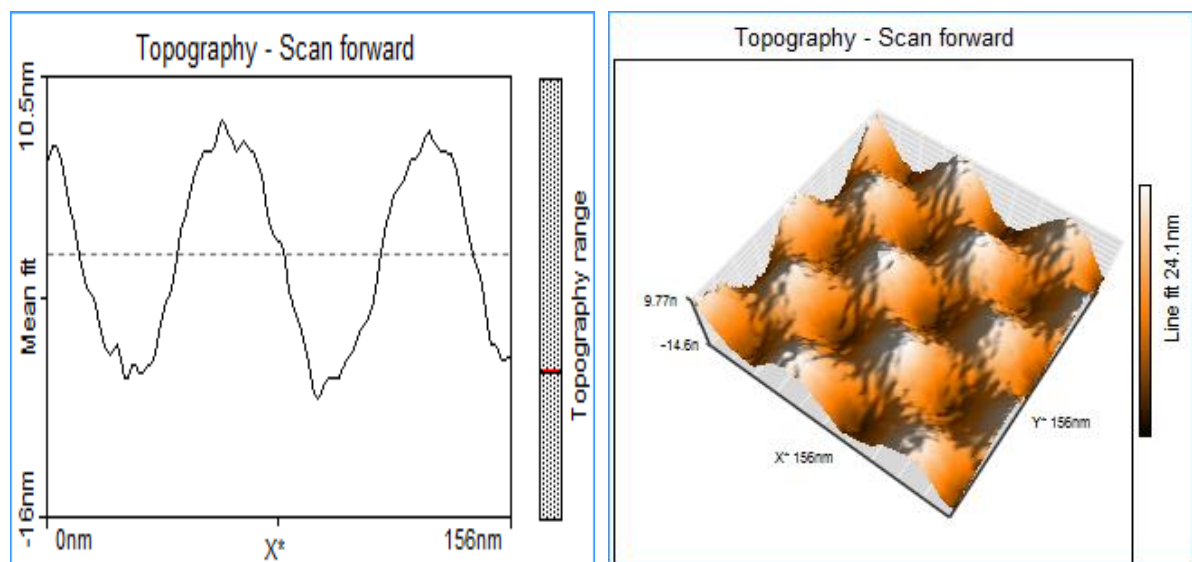 Topography - Scan forward
10.5nm
Mean fit
-16nm
0nm
X*
156nm
Topography range
Topography - Scan forward
9.77n
-14.6n
X* 156nm
Y* 156nm
Line fit 24.1nm